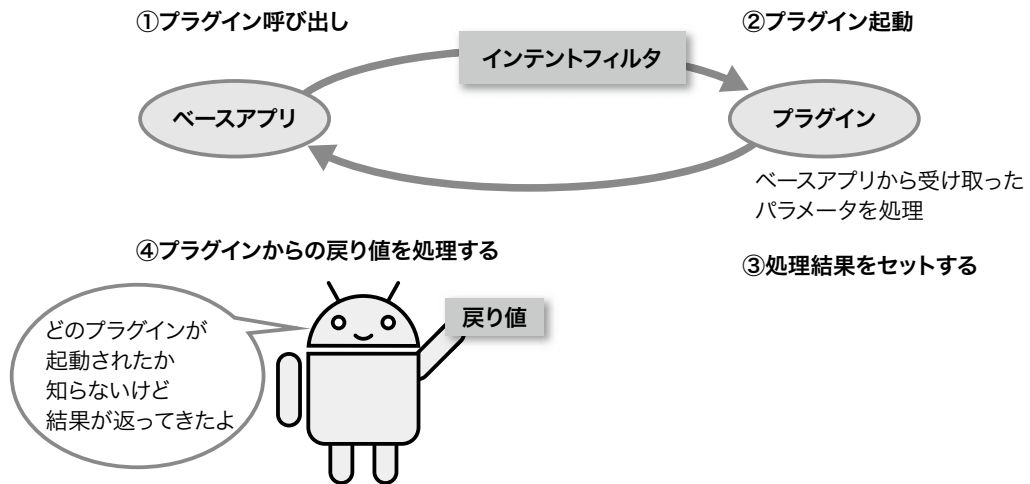 ①プラグイン呼び出し
②プラグイン起動
インテントフィルタ
ベースアプリ
プラグイン
ベースアプリから受け取った
パラメータを処理
④プラグインからの戻り値を処理する
③処理結果をセットする
戻り値
どのプラグインが
起動されたか
知らないけど
結果が返ってきたよ